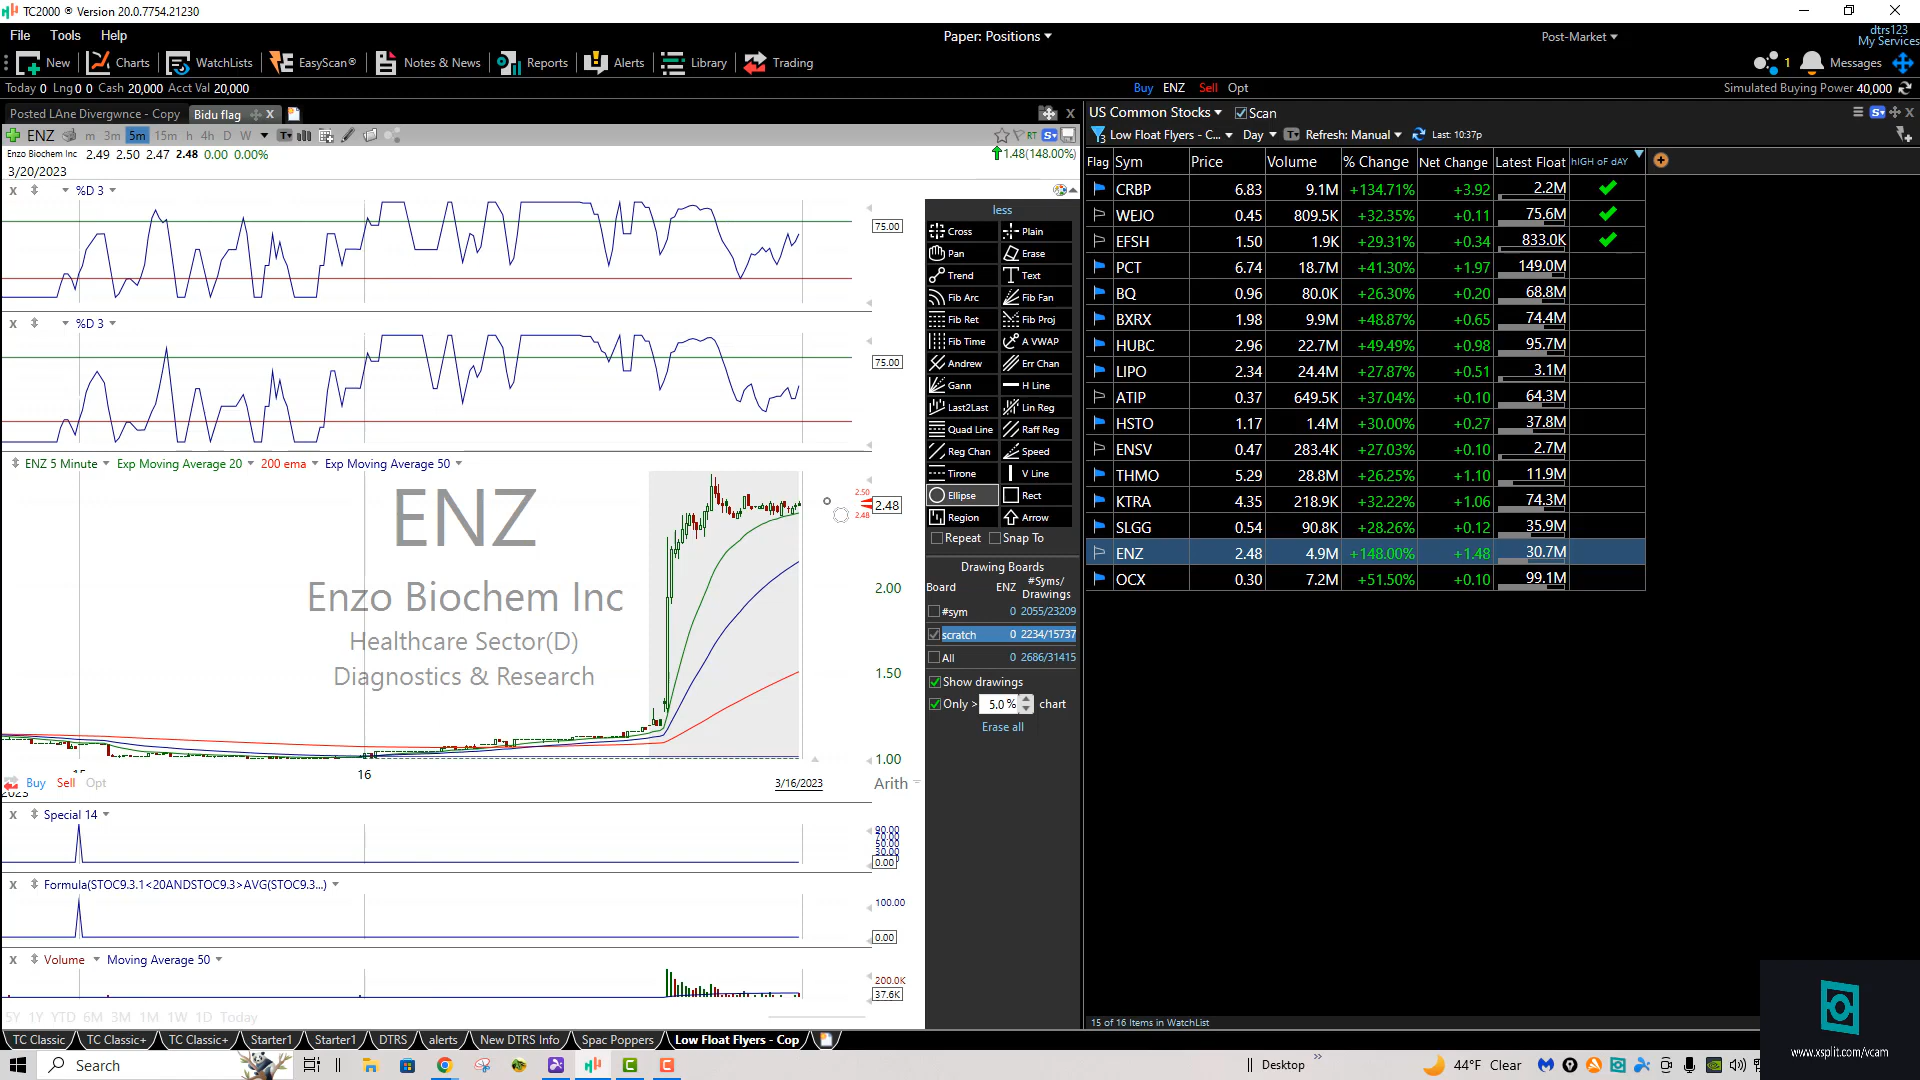 TC2000 ® Version 20.0.7754.21230
File Tools Help
Paper: Positions
Post-Market
dtrs123
My Services
New Charts WatchLists EasyScan® Notes & News Reports Alerts Library Trading
1 Messages
Today 0 Lng 0 0 Cash 20,000 Acct Val 20,000
Buy ENZ Sell Opt
Simulated Buying Power 40,000
Posted LAne Divergwnce - Copy Bidu flag X
ENZ m 3m 5m 15m h 4h D W
Enzo Biochem Inc 2.49 2.50 2.47 2.48 0.00 0.00%
1.48(148.00%)
3/20/2023
X %D 3
75.00
X %D 3
75.00
ENZ 5 Minute Exp Moving Average 20 200 ema Exp Moving Average 50
ENZ
Enzo Biochem Inc
Healthcare Sector(D)
Diagnostics & Research
2.50
2.48
2.48
2.00
1.50
1.00
16
Buy Sell Opt
3/16/2023
Arith
X Special 14
90.00
70.00
50.00
30.00
0.00
X Formula(STOC9.3.1<20ANDSTOC9.3>AVG(STOC9.3...)
100.00
0.00
X Volume Moving Average 50
200.0K
37.6K
5Y 1Y YTD 6M 3M 1M 1W 1D Today
less
Cross Plain
Pan Erase
Trend Text
Fib Arc Fib Fan
Fib Ret Fib Proj
Fib Time A VWAP
Andrew Err Chan
Gann H Line
Last2Last Lin Reg
Quad Line Raff Reg
Reg Chan Speed
Tirone V Line
Ellipse Rect
Region Arrow
Repeat Snap To
Drawing Boards
Board ENZ #Syms/
Drawings
#sym 0 2055/23209
scratch 0 2234/15737
All 0 2686/31415
Show drawings
Only > 5.0 % chart
Erase all
US Common Stocks Scan
Low Float Flyers - C... Day Refresh: Manual Last: 10:37p
Flag Sym Price Volume % Change Net Change Latest Float hIGH oF dAY
CRBP 6.83 9.1M +134.71% +3.92 2.2M
WEJO 0.45 809.5K +32.35% +0.11 75.6M
EFSH 1.50 1.9K +29.31% +0.34 833.0K
PCT 6.74 18.7M +41.30% +1.97 149.0M
BQ 0.96 80.0K +26.30% +0.20 68.8M
BXRX 1.98 9.9M +48.87% +0.65 74.4M
HUBC 2.96 22.7M +49.49% +0.98 95.7M
LIPO 2.34 24.4M +27.87% +0.51 3.1M
ATIP 0.37 649.5K +37.04% +0.10 64.3M
HSTO 1.17 1.4M +30.00% +0.27 37.8M
ENSV 0.47 283.4K +27.03% +0.10 2.7M
THMO 5.29 28.8M +26.25% +1.10 11.9M
KTRA 4.35 218.9K +32.22% +1.06 74.3M
SLGG 0.54 90.8K +28.26% +0.12 35.9M
ENZ 2.48 4.9M +148.00% +1.48 30.7M
OCX 0.30 7.2M +51.50% +0.10 99.1M
15 of 16 Items in WatchList
www.xsplit.com/vcam
TC Classic TC Classic+ TC Classic+ Starter1 Starter1 DTRS alerts New DTRS Info Spac Poppers Low Float Flyers - Cop
Search
Desktop
44°F Clear